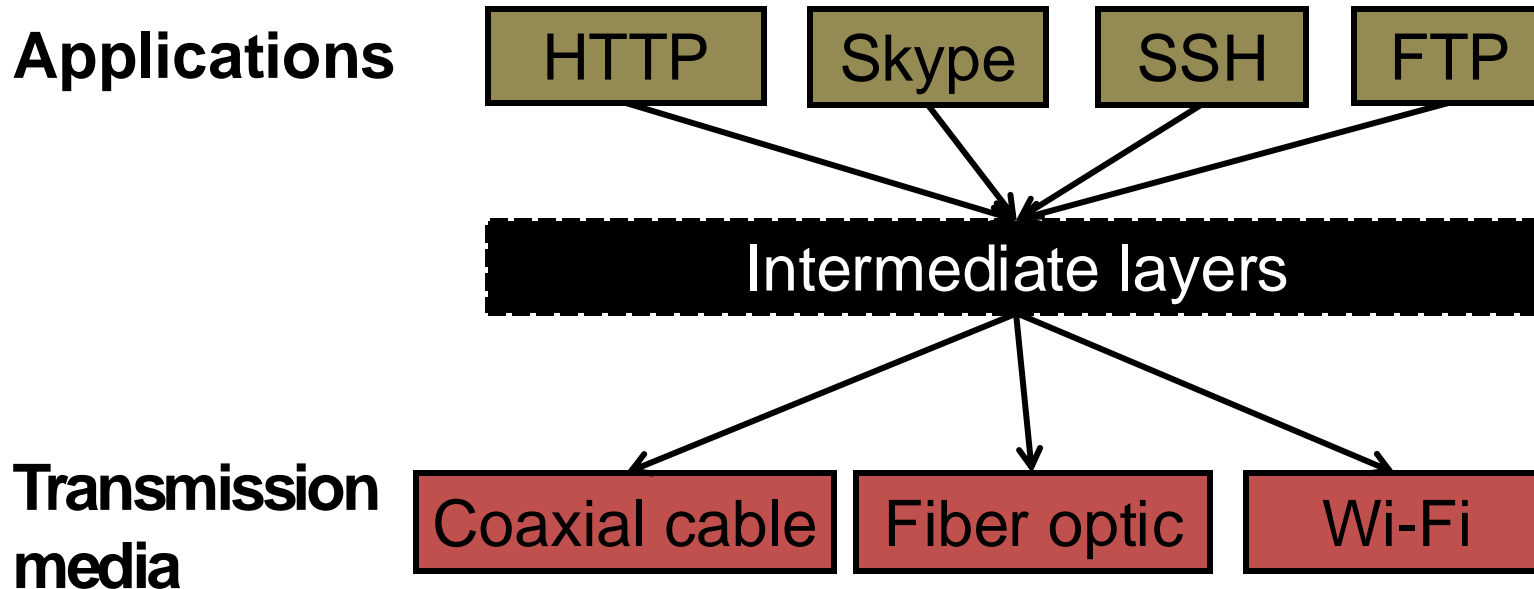 Applications
HTTP
Skype
SSH
FTP
Intermediate layers
Transmission
media
Coaxial cable
Fiber optic
Wi-Fi